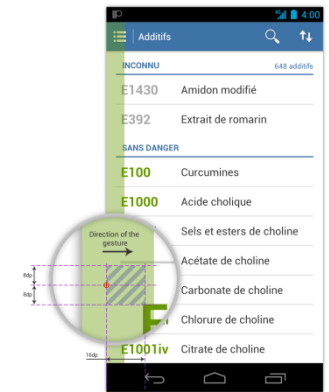 4:00
Additifs
INCONNU 648 additifs
E1430 Amidon modifié
E392 Extrait de romarin
SANS DANGER
E100 Curcumines
E1000 Acide cholique
Sels et esters de choline
Direction of the
gesture
Acétate de choline
8dp
Carbonate de choline
8dp
E Chlorure de choline
16dp
E1001iv Citrate de choline